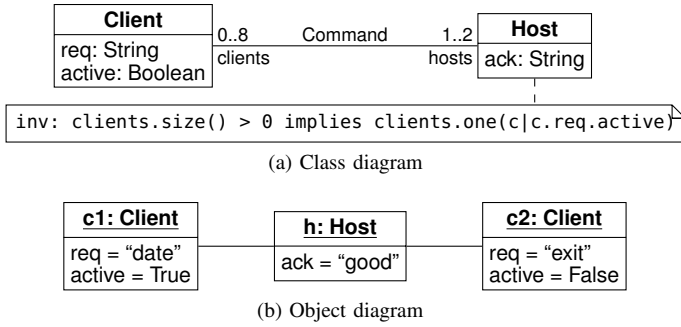 Client
req: String
active: Boolean
0..8 Command 1..2
clients hosts
Host
ack: String
inv: clients.size() > 0 implies clients.one(c|c.req.active)
(a) Class diagram
c1: Client
req = “date”
active = True
h: Host
ack = “good”
c2: Client
req = “exit”
active = False
(b) Object diagram